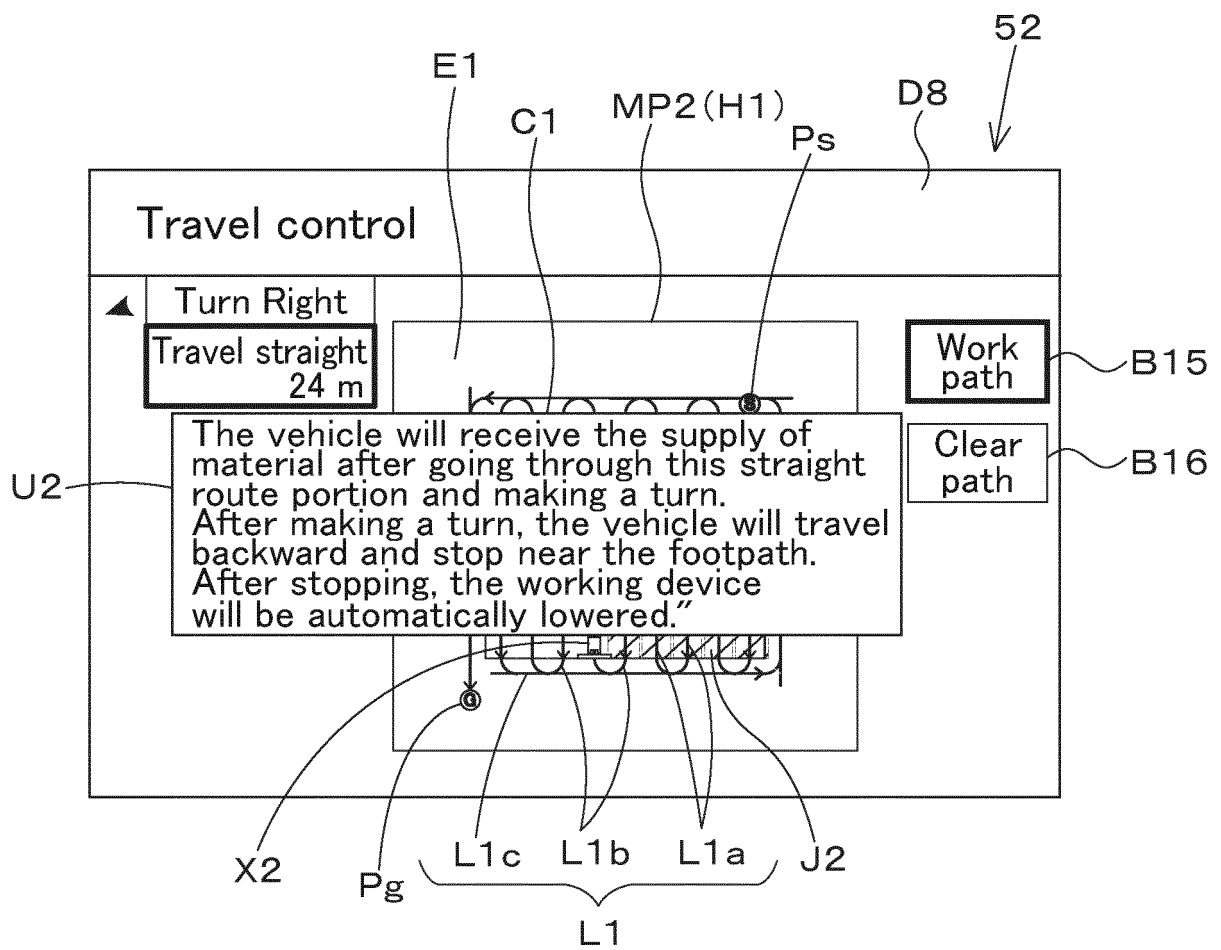 52
E1
MP2(H1)
D8
C1
Ps
Travel control
Turn Right
Travel straight
24 m
Work
path
B15
S
The vehicle will receive the supply of
material after going through this straight
route portion and making a turn.
After making a turn, the vehicle will travel
backward and stop near the footpath.
After stopping, the working device
will be automatically lowered."
Clear
path
B16
U2
G
X2
Pg
L1c
L1b
L1a
J2
L1